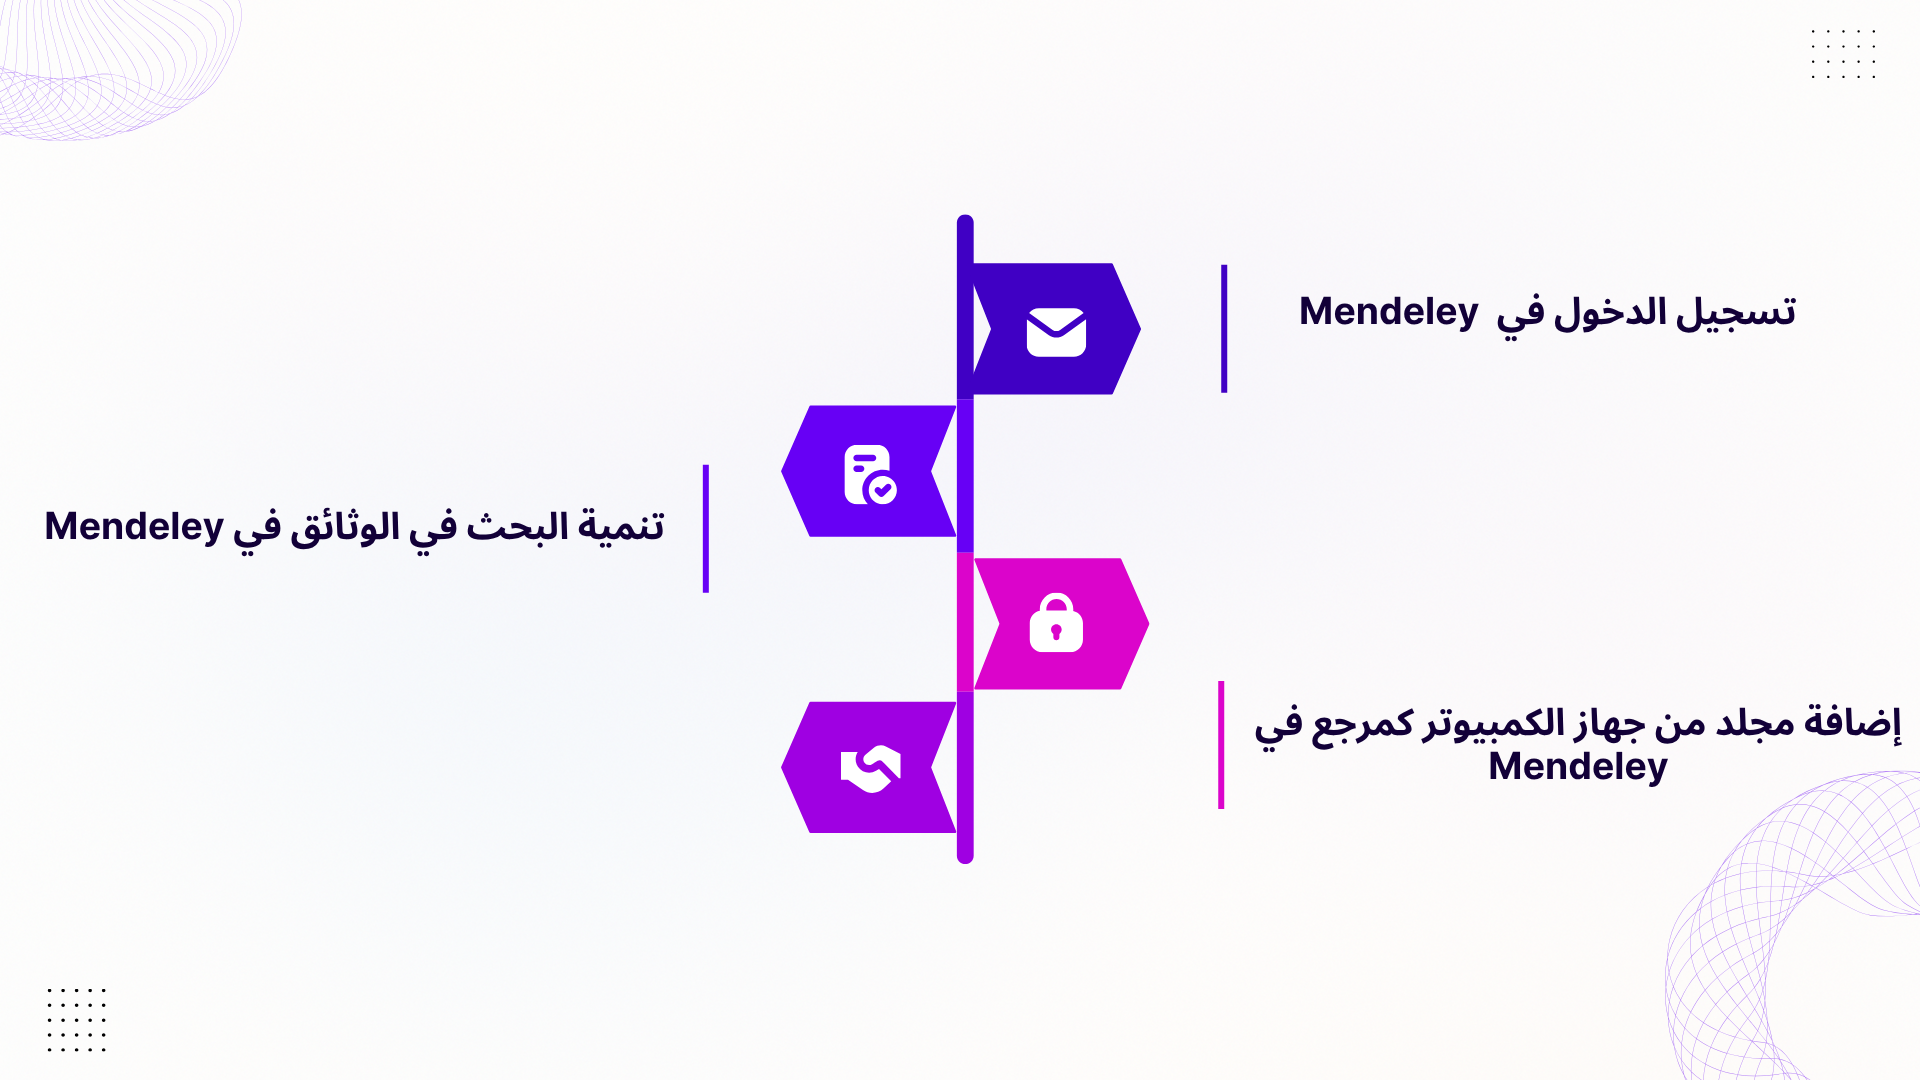 تسجيل الدخول في Mendeley
تنمية البحث في الوثائق في Mendeley
إضافة مجلد من جهاز الكمبيوتر كمرجع في
Mendeley